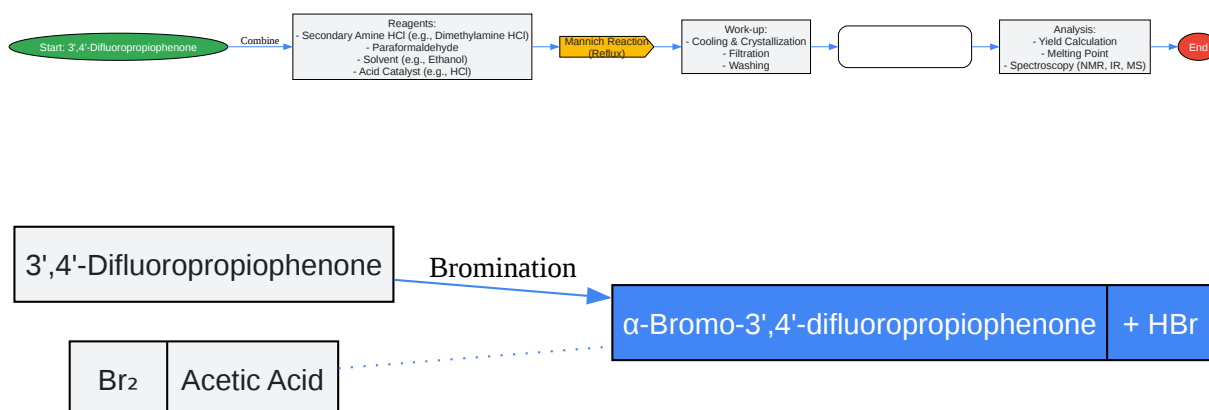 Start: 3',4'-Difluoropropiophenone
Combine
Reagents:
- Secondary Amine HCl (e.g., Dimethylamine HCl)
- Paraformaldehyde
- Solvent (e.g., Ethanol)
- Acid Catalyst (e.g., HCl)
Mannich Reaction
(Reflux)
Work-up:
- Cooling & Crystallization
- Filtration
- Washing
Analysis:
- Yield Calculation
- Melting Point
- Spectroscopy (NMR, IR, MS)
End
3',4'-Difluoropropiophenone
Bromination
α-Bromo-3',4'-difluoropropiophenone
+ HBr
Br₂
Acetic Acid